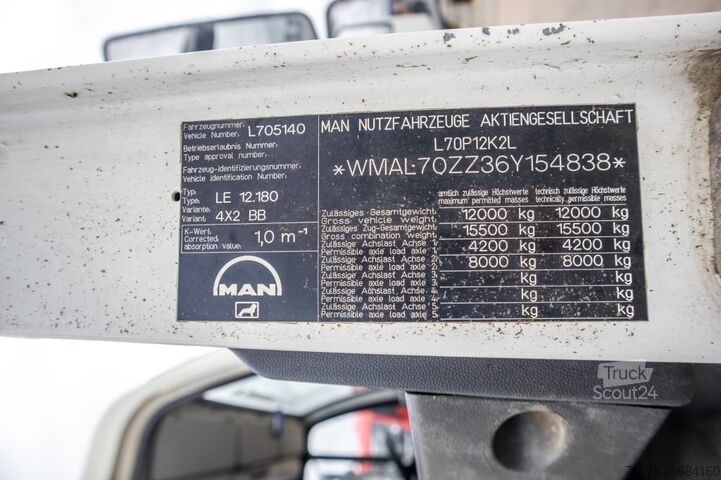 Fahrzeugnummer
Vehicle Number: L705140
Betriebserlaubnis Nummer:
Type approval number:
Fahrzeug-identifizierungsnummer:
Vehicle identification Number:
Typ:
Type: LE 12.180
Variante:
Variant: 4X2 BB
K-Wert:
Corrected
absorption value: 1,0 m⁻¹
MAN
MAN NUTZFAHRZEUGE AKTIENGESELLSCHAFT
L70P12K2L
*WMAL70ZZ36Y154838*
amtlich zulässige Höchstwerte technisch zulässige Höchstwerte
maximum permitted masses technically permissible masses
Zulässiges Gesamtgewicht
Gross vehicle weight: 12000 kg 12000 kg
Zulässiges Zug-Gesamtgewicht
Gross combination weight: 15500 kg 15500 kg
Zulässige Achslast Achse 1
Permissible axle load axle 1 4200 kg 4200 kg
Zulässige Achslast Achse 2
Permissible axle load axle 2 8000 kg 8000 kg
Zulässige Achslast Achse 3
Permissible axle load axle 3 kg kg
Zulässige Achslast Achse 4
Permissible axle load axle 4 kg kg
Zulässige Achslast Achse 5
Permissible axle load axle 5 kg kg
Truck
Scout24
20684160